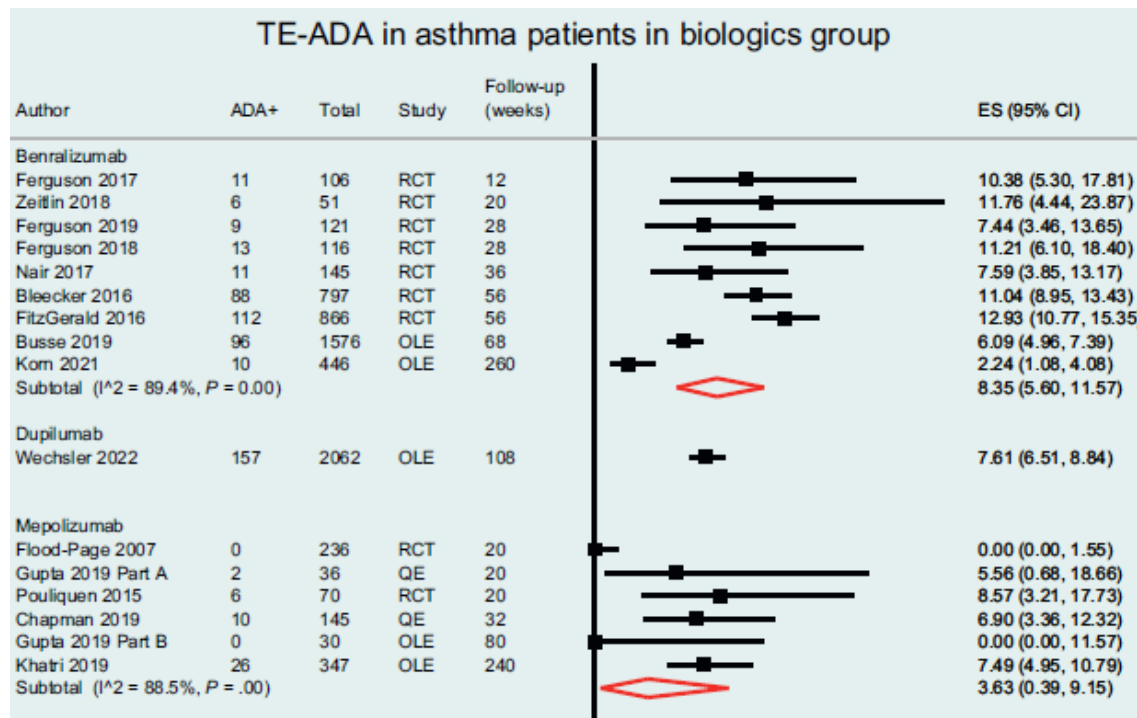 TE-ADA in asthma patients in biologics group
Author ADA+ Total Study Follow-up (weeks) ES (95% CI)
Benralizumab
Ferguson 2017 11 106 RCT 12 10.38 (5.30, 17.81)
Zeitlin 2018 6 51 RCT 20 11.76 (4.44, 23.87)
Ferguson 2019 9 121 RCT 28 7.44 (3.46, 13.65)
Ferguson 2018 13 116 RCT 28 11.21 (6.10, 18.40)
Nair 2017 11 145 RCT 36 7.59 (3.85, 13.17)
Bleecker 2016 88 797 RCT 56 11.04 (8.95, 13.43)
FitzGerald 2016 112 866 RCT 56 12.93 (10.77, 15.35)
Busse 2019 96 1576 OLE 68 6.09 (4.96, 7.39)
Korn 2021 10 446 OLE 260 2.24 (1.08, 4.08)
Subtotal (I^2 = 89.4%, P = 0.00) 8.35 (5.60, 11.57)
Dupilumab
Wechsler 2022 157 2062 OLE 108 7.61 (6.51, 8.84)
Mepolizumab
Flood-Page 2007 0 236 RCT 20 0.00 (0.00, 1.55)
Gupta 2019 Part A 2 36 QE 20 5.56 (0.68, 18.66)
Pouliquen 2015 6 70 RCT 20 8.57 (3.21, 17.73)
Chapman 2019 10 145 QE 32 6.90 (3.36, 12.32)
Gupta 2019 Part B 0 30 OLE 80 0.00 (0.00, 11.57)
Khatri 2019 26 347 OLE 240 7.49 (4.95, 10.79)
Subtotal (I^2 = 88.5%, P = .00) 3.63 (0.39, 9.15)